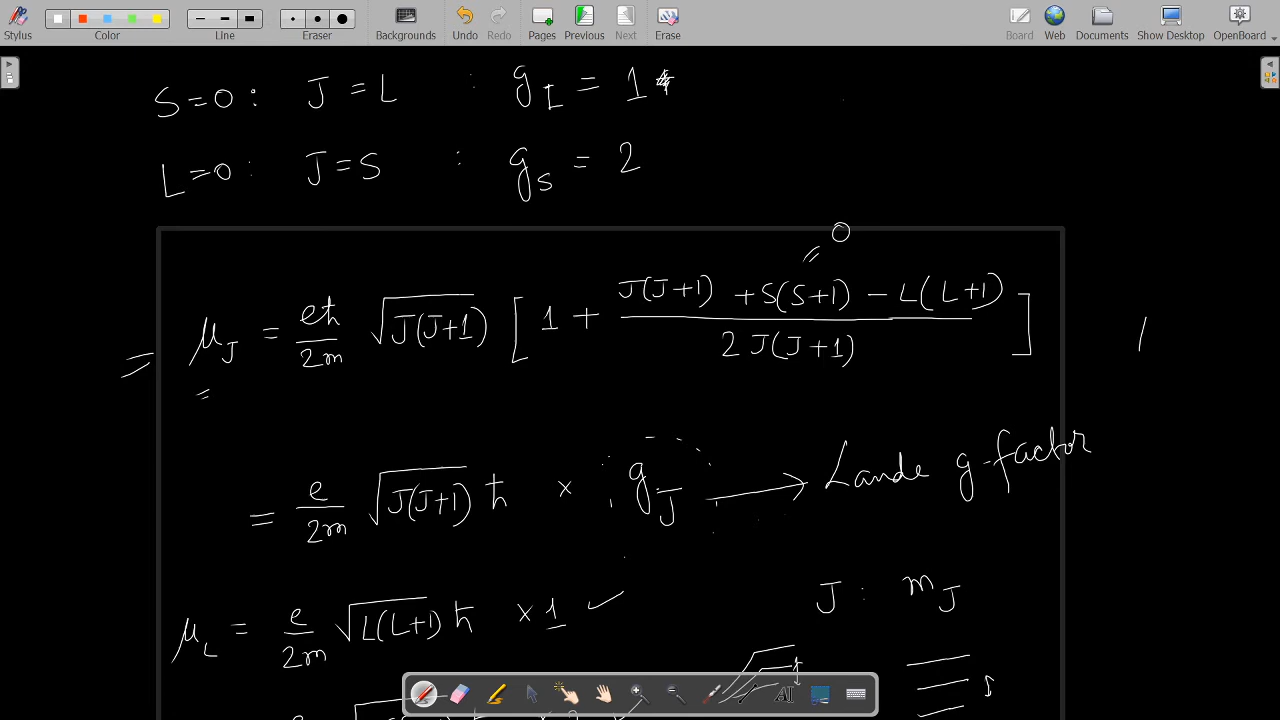 Stylus Color Line Eraser Backgrounds Undo Redo Pages Previous Next Erase Board Web Documents Show Desktop OpenBoard
S=0: J=L : g_L = 1
L=0: J=S : g_S = 2
= 0
= μ_J = eħ/2m √J(J+1) [1 + J(J+1) + S(S+1) − L(L+1) / 2J(J+1)]
= e/2m √J(J+1) ħ × g_J → Lande g-factor
J : m_J
μ_L = e/2m √L(L+1) ħ × 1 ✓